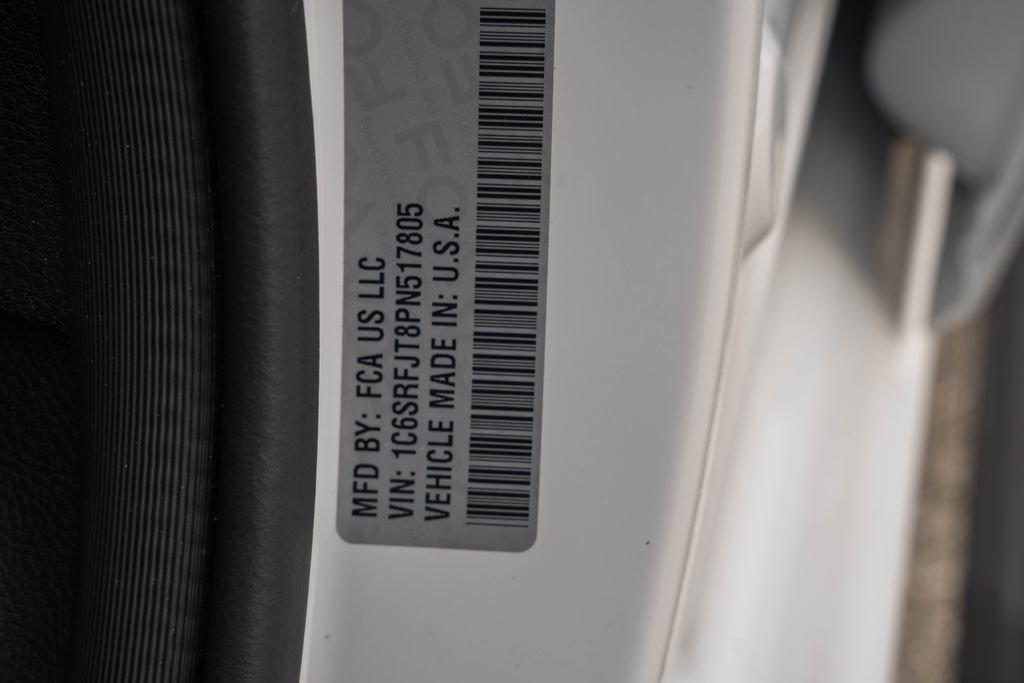 MFD BY: FCA US LLC
VIN: 1C6SRFJT8PN517805
VEHICLE MADE IN: U.S.A.